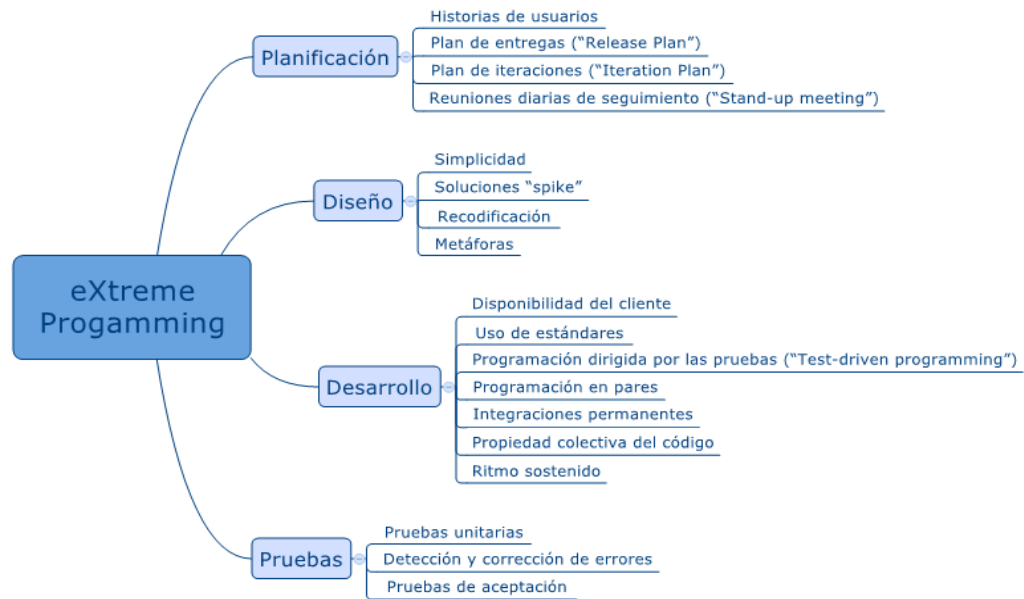 Historias de usuarios
Planificación
Plan de entregas (“Release Plan”)
Plan de iteraciones (“Iteration Plan”)
Reuniones diarias de seguimiento (“Stand-up meeting”)
Simplicidad
Diseño
Soluciones “spike”
Recodificación
Metáforas
eXtreme
Progamming
Disponibilidad del cliente
Uso de estándares
Programación dirigida por las pruebas (“Test-driven programming”)
Desarrollo
Programación en pares
Integraciones permanentes
Propiedad colectiva del código
Ritmo sostenido
Pruebas unitarias
Pruebas
Detección y corrección de errores
Pruebas de aceptación